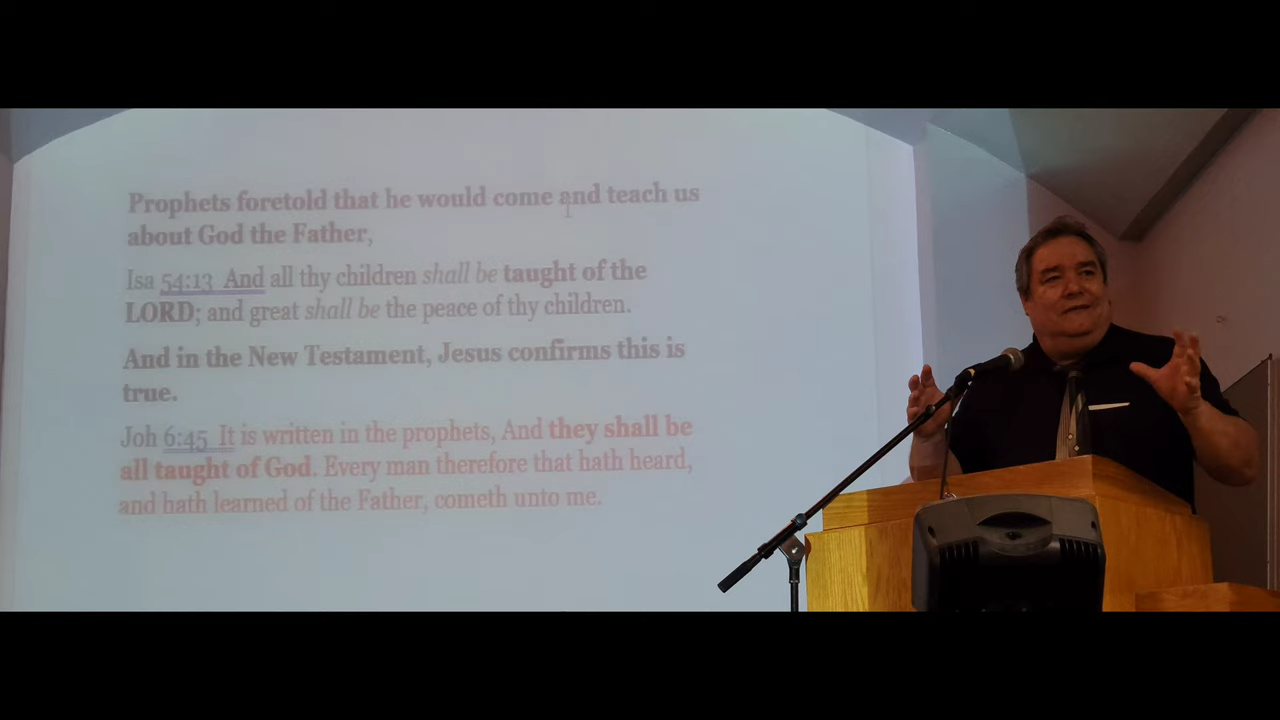 Prophets foretold that he would come and teach us
about God the Father,
Isa 54:13 And all thy children shall be taught of the
LORD; and great shall be the peace of thy children.
And in the New Testament, Jesus confirms this is
true.
Joh 6:45 It is written in the prophets, And they shall be
all taught of God. Every man therefore that hath heard,
and hath learned of the Father, cometh unto me.